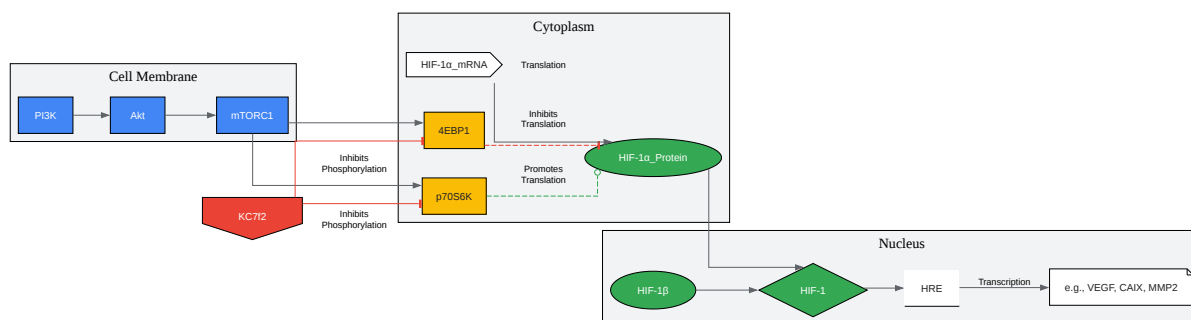 Cytoplasm
HIF-1α_mRNA
Translation
Cell Membrane
PI3K
Akt
mTORC1
4EBP1
Inhibits
Translation
HIF-1α_Protein
Inhibits
Phosphorylation
Promotes
Translation
p70S6K
KC7f2
Inhibits
Phosphorylation
Nucleus
HIF-1β
HIF-1
HRE
Transcription
e.g., VEGF, CAIX, MMP2